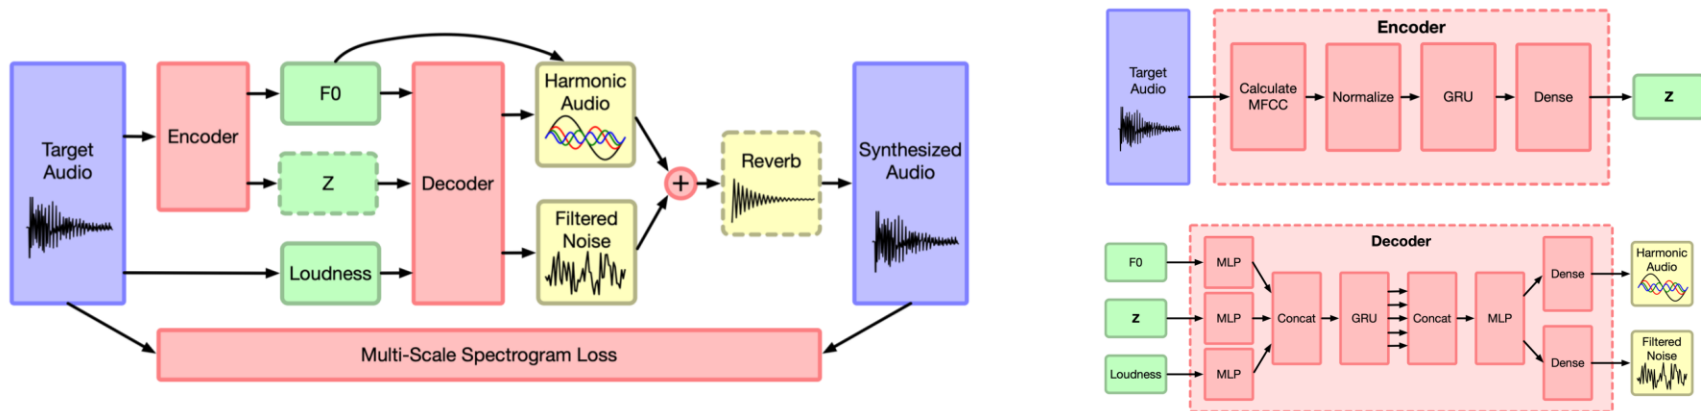 Target
Audio
Encoder
F0
Z
Loudness
Decoder
Harmonic
Audio
Filtered
Noise
+
Reverb
Synthesized
Audio
Multi-Scale Spectrogram Loss
Encoder
Target
Audio
Calculate
MFCC
Normalize
GRU
Dense
Z
Decoder
F0
Z
Loudness
MLP
MLP
MLP
Concat
GRU
Concat
MLP
Dense
Dense
Harmonic
Audio
Filtered
Noise